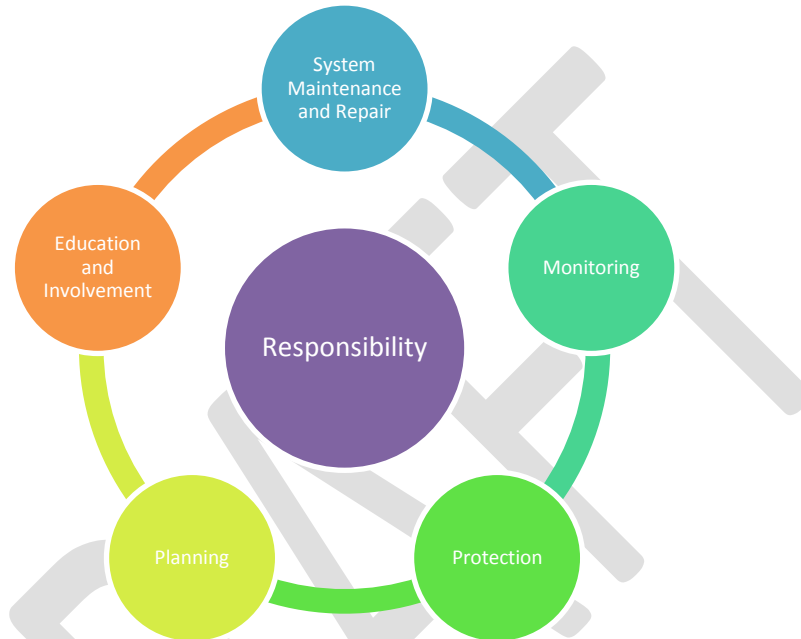 System
Maintenance
and Repair
Monitoring
Protection
Planning
Education
and
Involvement
Responsibility